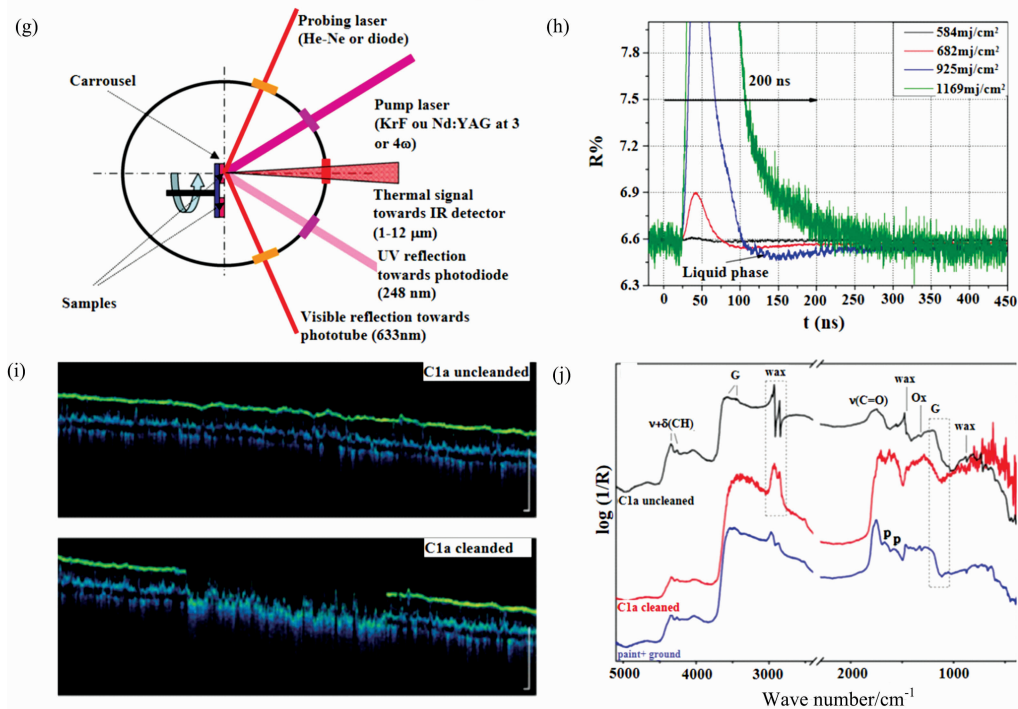 (g)
Probing laser
(He-Ne or diode)
Carrousel
Pump laser
(KrF ou Nd:YAG at 3
or 4ω)
Thermal signal
towards IR detector
(1-12 μm)
UV reflection
towards photodiode
(248 nm)
Samples
Visible reflection towards
phototube (633nm)
(h)
584mj/cm²
682mj/cm²
925mj/cm²
1169mj/cm²
200 ns
Liquid phase
R%
7.8
7.5
7.2
6.9
6.6
6.3
0 50 100 150 200 250 300 350 400 450
t (ns)
(i)
C1a uncleanded
C1a cleanded
(j)
G
wax
wax
ν(C=O)
Ox
G
ν+δ(CH)
wax
C1a uncleaned
P
P
C1a cleaned
paint+ ground
log (1/R)
5000 4000 3000 2000 1000
Wave number/cm⁻¹